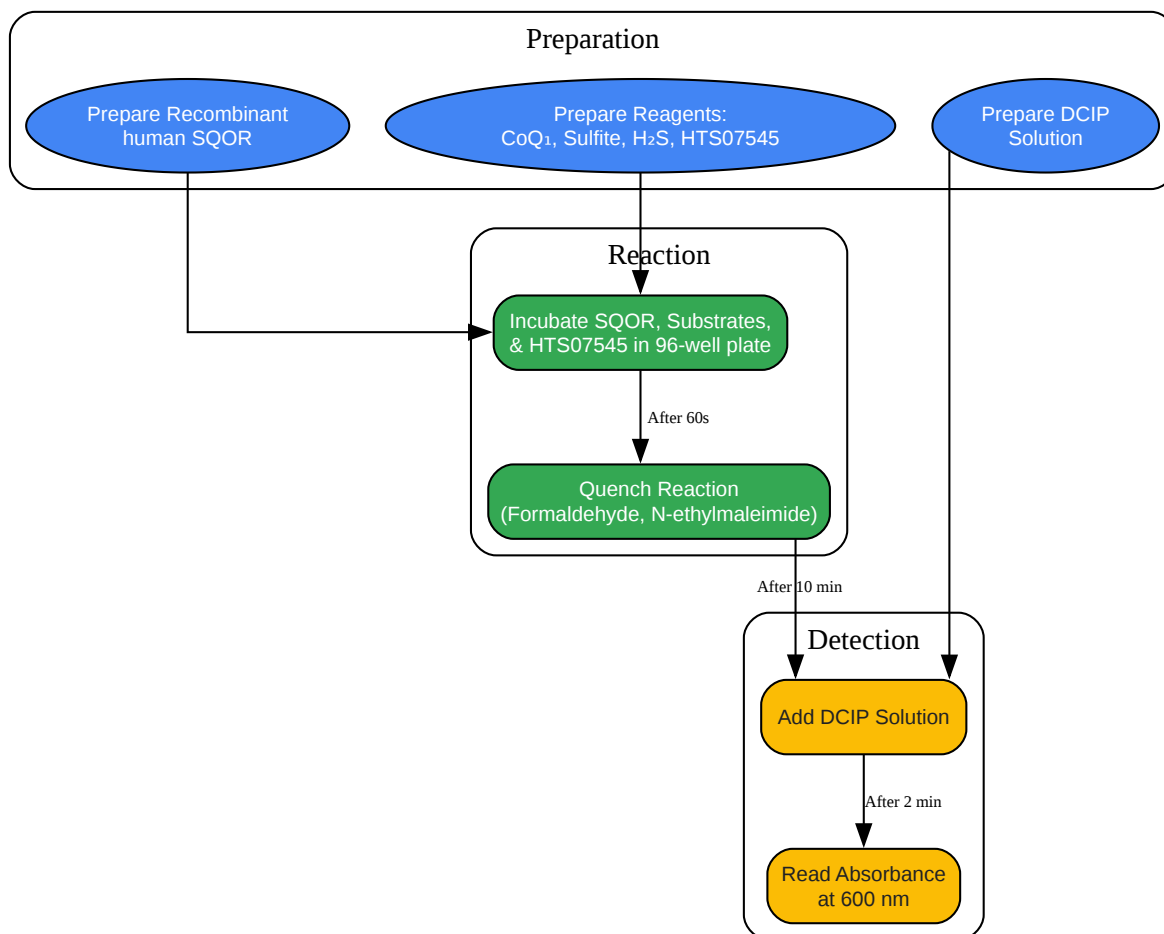 Preparation
Prepare Recombinant
human SQOR
Prepare Reagents:
CoQ₁, Sulfite, H₂S, HTS07545
Prepare DCIP
Solution
Reaction
Incubate SQOR, Substrates,
& HTS07545 in 96-well plate
After 60s
Quench Reaction
(Formaldehyde, N-ethylmaleimide)
After 10 min
Detection
Add DCIP Solution
After 2 min
Read Absorbance
at 600 nm